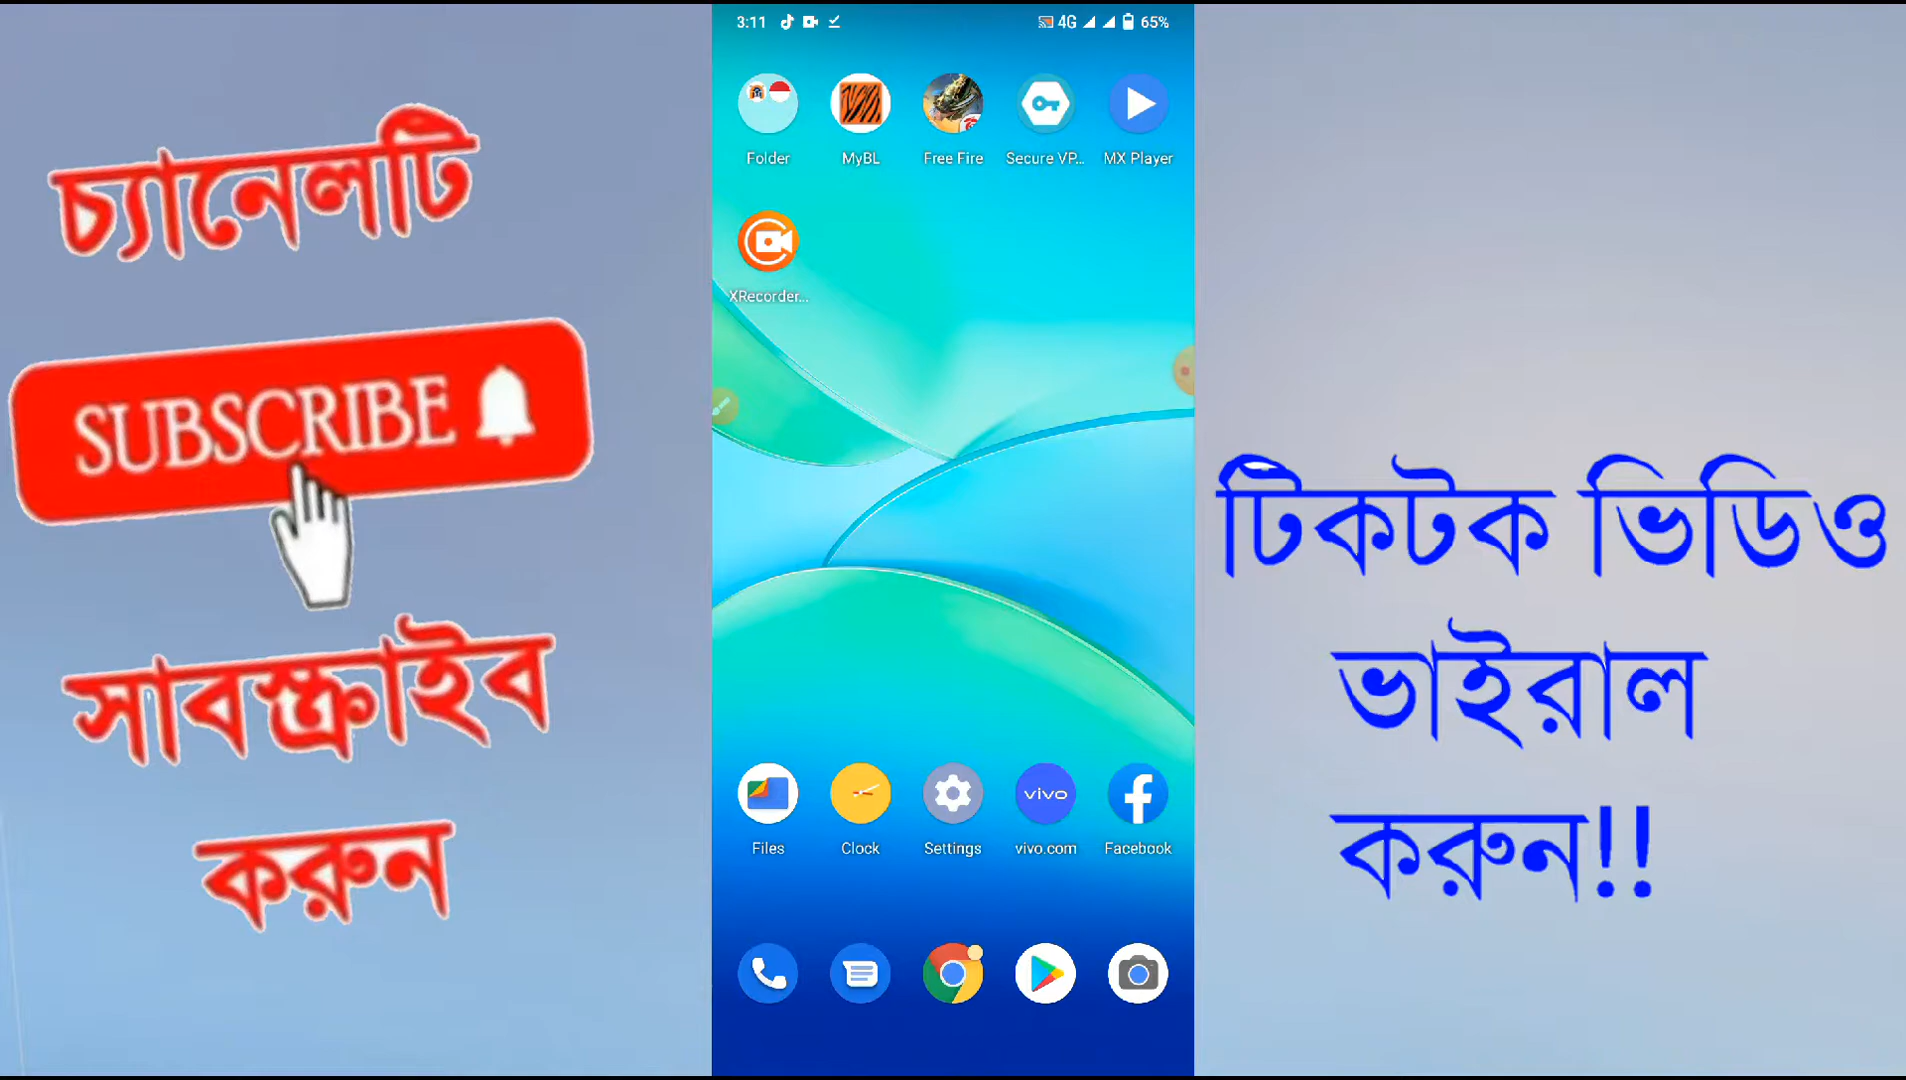 চ্যানেলটি
SUBSCRIBE
সাবস্ক্রাইব
করুন
3:11 4G 65%
Folder MyBL Free Fire Secure VP... MX Player
XRecorder...
vivo
Files Clock Settings vivo.com Facebook
টিকটক ভিডিও
ভাইরাল
করুন!!